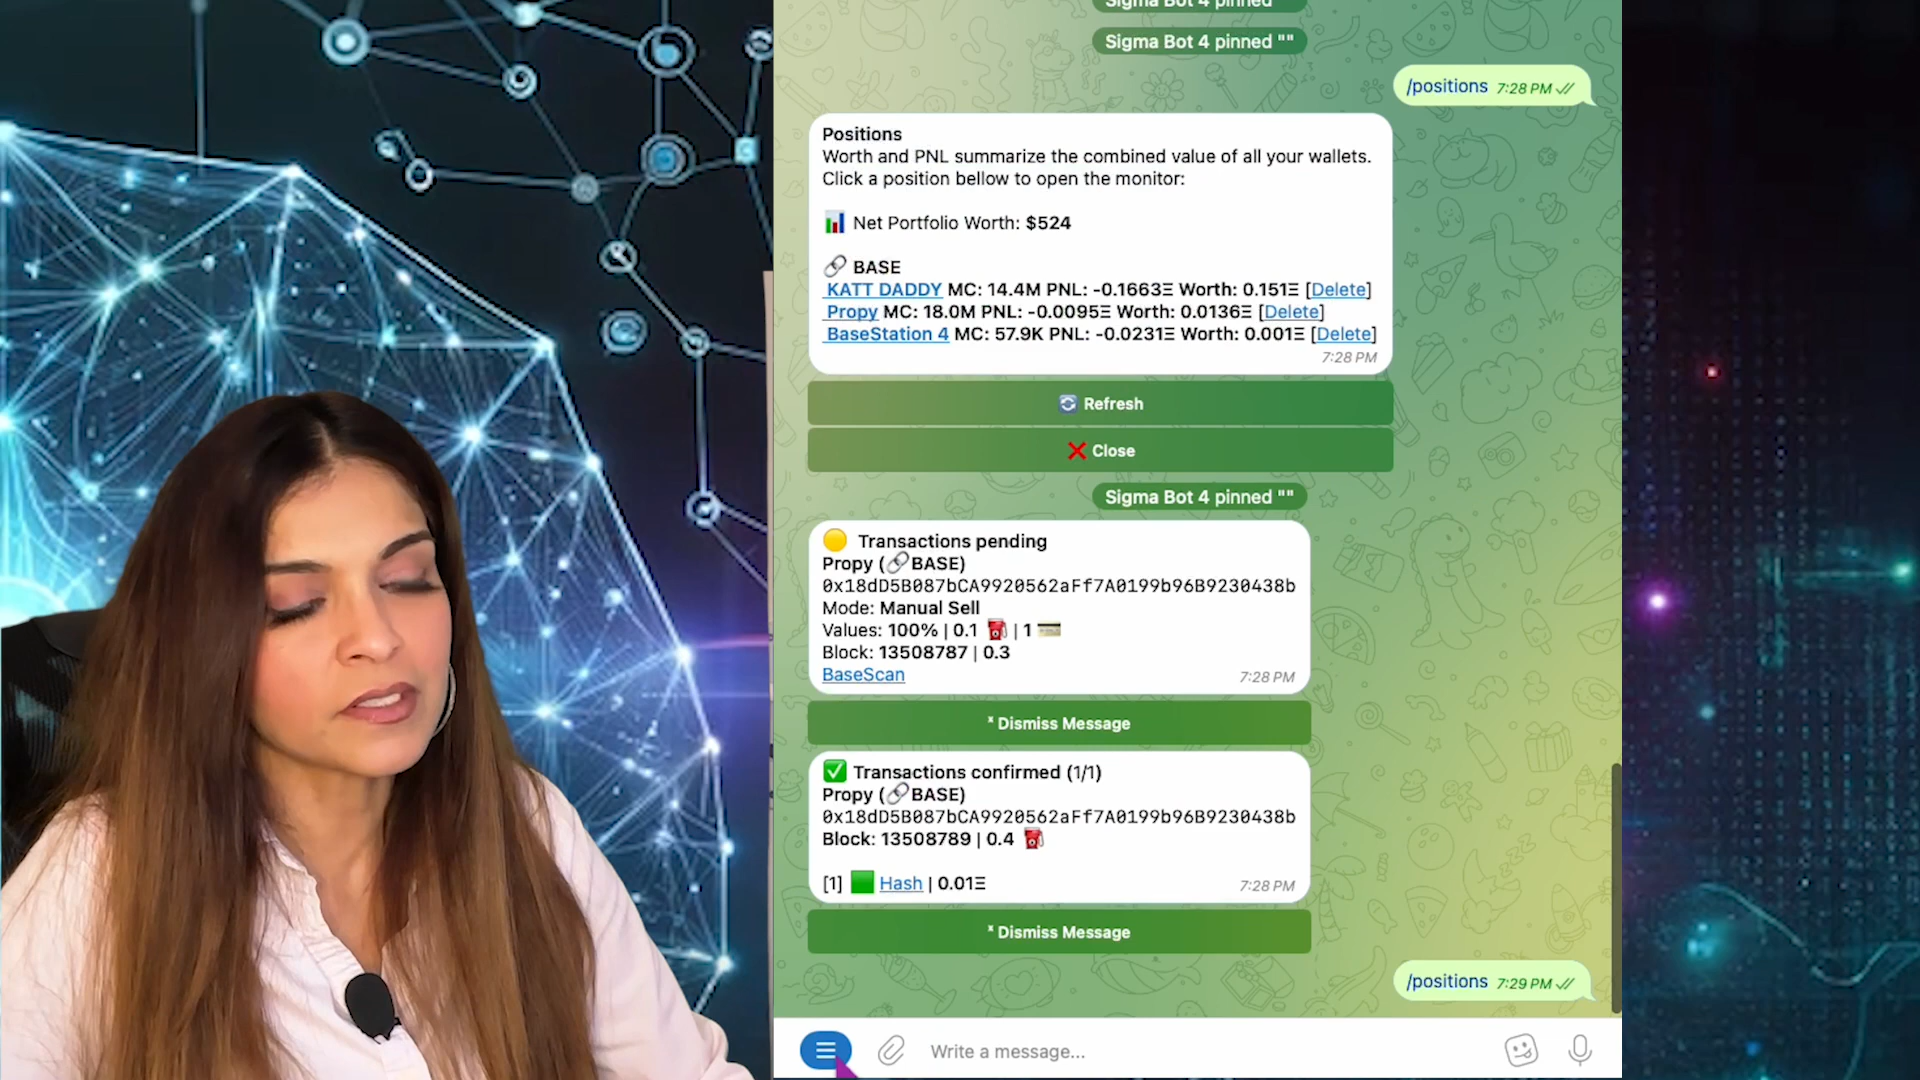 Sigma Bot 4 pinned
Sigma Bot 4 pinned ""
/positions 7:28 PM
Positions
Worth and PNL summarize the combined value of all your wallets.
Click a position bellow to open the monitor:
Net Portfolio Worth: $524
BASE
KATT DADDY MC: 14.4M PNL: -0.1663Ξ Worth: 0.151Ξ [Delete]
Propy MC: 18.0M PNL: -0.0095Ξ Worth: 0.0136Ξ [Delete]
BaseStation 4 MC: 57.9K PNL: -0.0231Ξ Worth: 0.001Ξ [Delete]
7:28 PM
Refresh
Close
Sigma Bot 4 pinned ""
Transactions pending
Propy (BASE)
0x18dD5B087bCA9920562aFf7A0199b96B9230438b
Mode: Manual Sell
Values: 100% | 0.1 | 1
Block: 13508787 | 0.3
BaseScan 7:28 PM
Dismiss Message
Transactions confirmed (1/1)
Propy (BASE)
0x18dD5B087bCA9920562aFf7A0199b96B9230438b
Block: 13508789 | 0.4
[1] Hash | 0.01Ξ 7:28 PM
Dismiss Message
/positions 7:29 PM
Write a message...